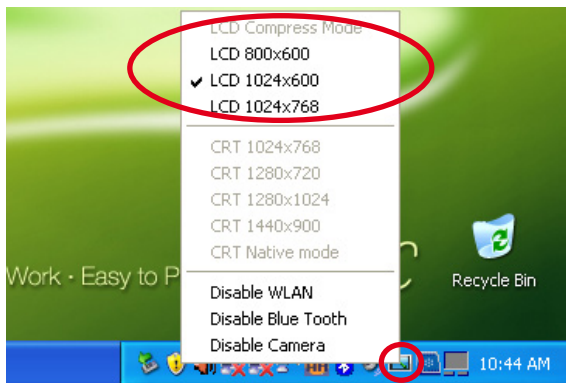 LCD Compress Mode
LCD 800x600
LCD 1024x600
LCD 1024x768
CRT 1024x768
CRT 1280x720
CRT 1280x1024
CRT 1440x900
CRT Native mode
Work · Easy to P
C
Recycle Bin
Disable WLAN
Disable Blue Tooth
Disable Camera
10:44 AM